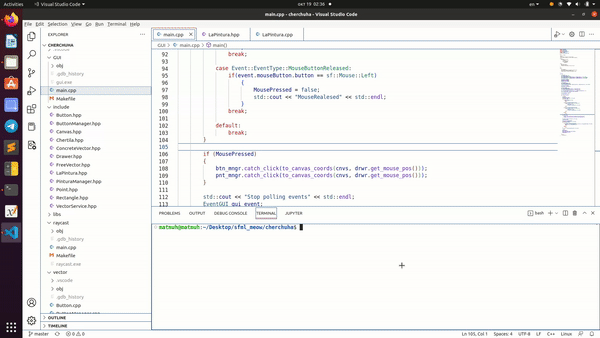 Activities
Visual Studio Code
окт 19 02:36
en
main.cpp - cherchuha - Visual Studio Code
File Edit Selection View Go Run Terminal Help
EXPLORER
CHERCHUHA
GUI
obj
.gdb_history
gui.exe
main.cpp
Makefile
include
Button.hpp
ButtonManager.hpp
Canvas.hpp
Chertila.hpp
ConcreteVector.hpp
Drawer.hpp
FreeVector.hpp
LaPintura.hpp
PinturaManager.hpp
Point.hpp
Rectangle.hpp
VectorService.hpp
libs
raycast
obj
.gdb_history
main.cpp
Makefile
raycast.exe
vector
.vscode
obj
.gdb_history
Button.cpp
OUTLINE
TIMELINE
main.cpp
LaPintura.hpp
LaPintura.cpp
GUI > main.cpp > main()
92 break;
93
94 case Event::EventType::MouseButtonReleased:
95 if(event.mouseButton.button == sf::Mouse::Left)
96 {
97 MousePressed = false;
98 std::cout << "MouseRealesed" << std::endl;
99 }
100 break;
101
102 default:
103 break;
104 }
105
106 if (MousePressed)
107 {
108 btn_mngr.catch_click(to_canvas_coords(cnvs, drwr.get_mouse_pos()));
109 pnt_mngr.catch_click(to_canvas_coords(cnvs, drwr.get_mouse_pos()));
110 }
111
112 std::cout << "Stop polling events" << std::endl;
113 EventGUI gui_event;
PROBLEMS OUTPUT DEBUG CONSOLE TERMINAL JUPYTER
bash
matmuh@matmuh:~/Desktop/sfml_meow/cherchuha$
master
0 0
Ln 105, Col 1 Spaces: 4 UTF-8 LF C++ Linux